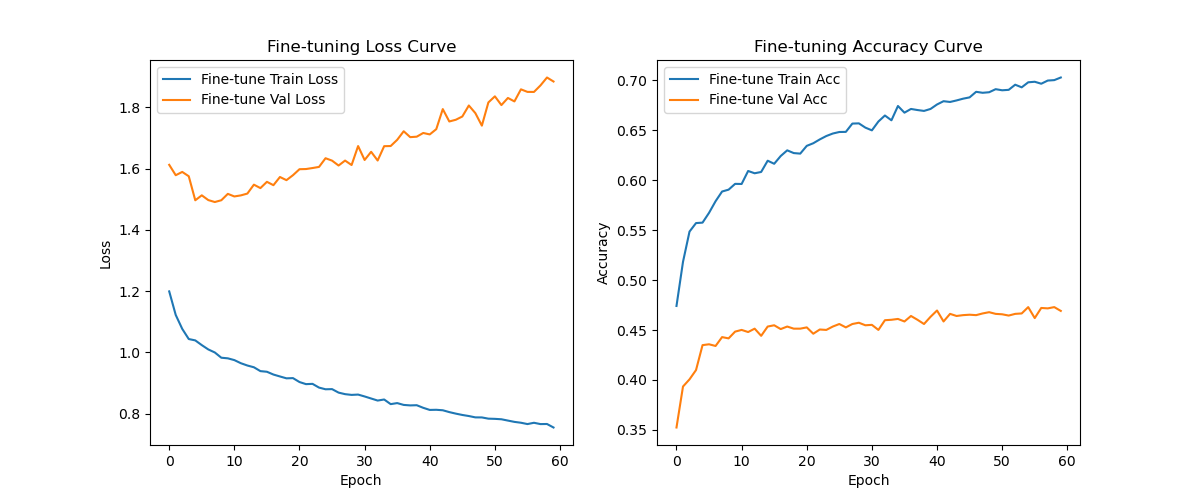 Fine-tuning Loss Curve
Fine-tune Train Loss
Fine-tune Val Loss
Loss
1.8
1.6
1.4
1.2
1.0
0.8
0 10 20 30 40 50 60
Epoch
Fine-tuning Accuracy Curve
Fine-tune Train Acc
Fine-tune Val Acc
Accuracy
0.70
0.65
0.60
0.55
0.50
0.45
0.40
0.35
0 10 20 30 40 50 60
Epoch